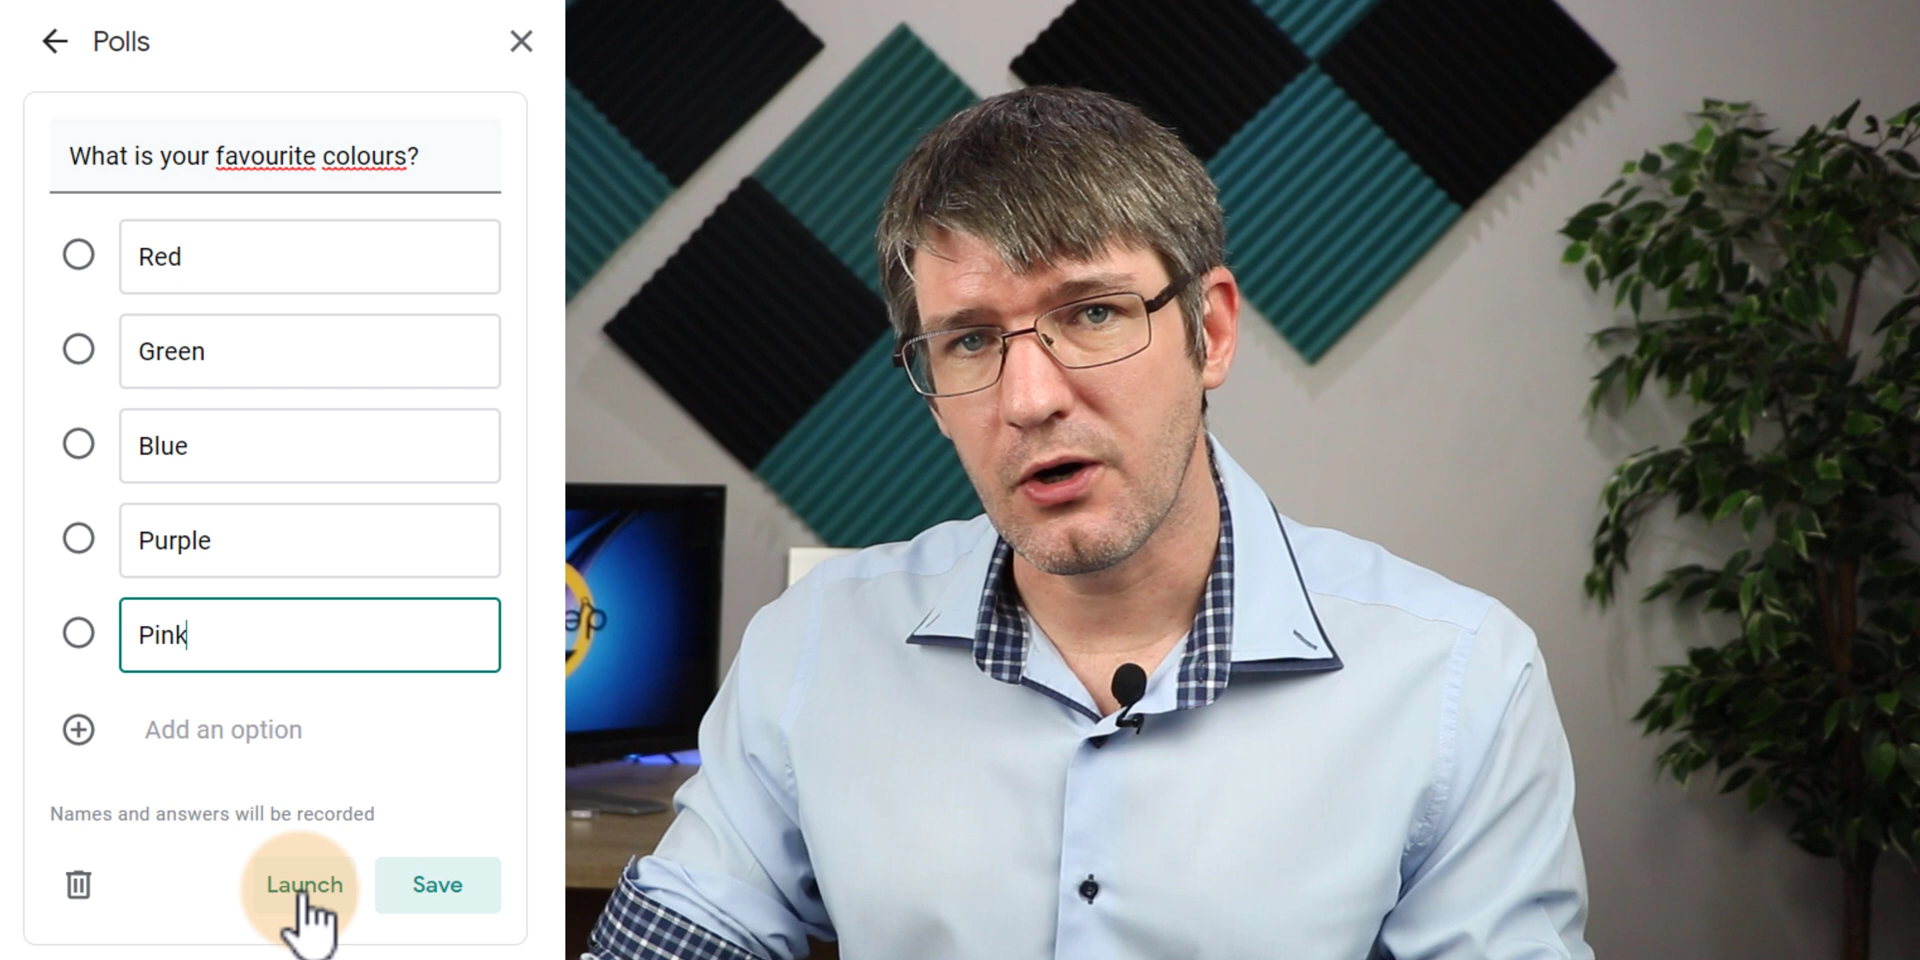 Polls
What is your favourite colours?
Red
Green
Blue
Purple
Pink
Add an option
Names and answers will be recorded
Launch
Save